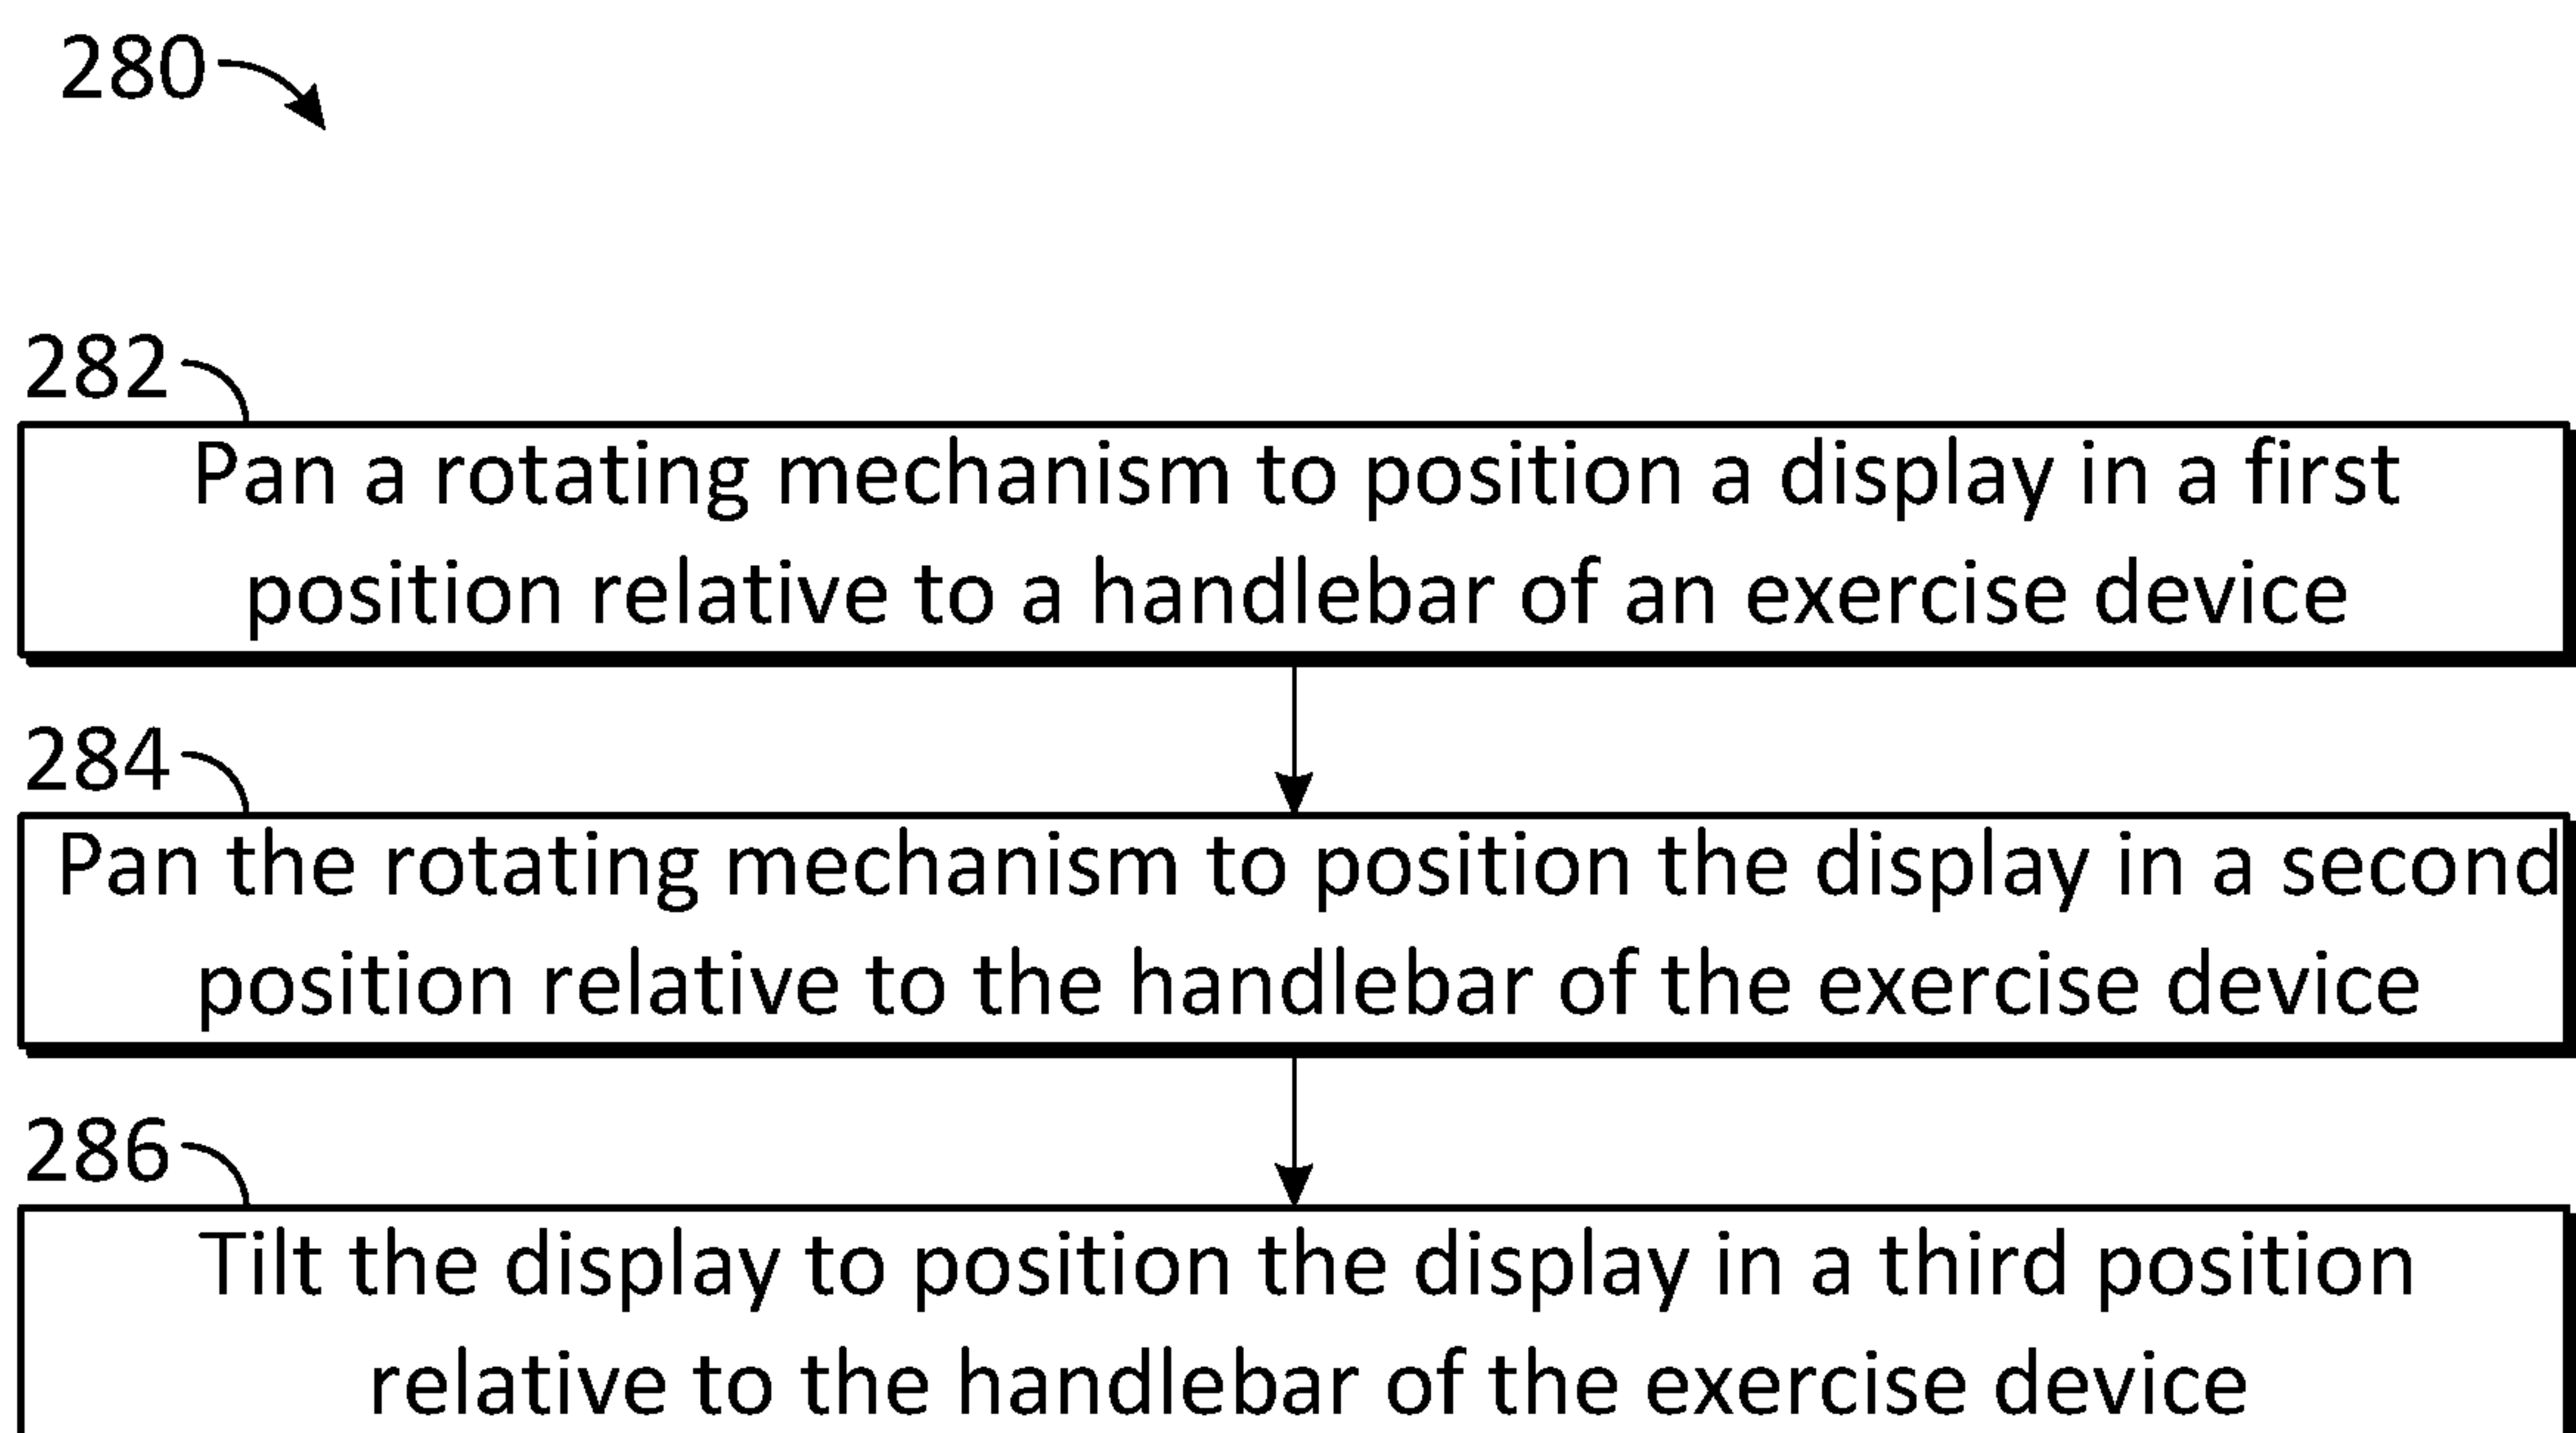 280
282
Pan a rotating mechanism to position a display in a first
position relative to a handlebar of an exercise device
284
Pan the rotating mechanism to position the display in a second
position relative to the handlebar of the exercise device
286
Tilt the display to position the display in a third position
relative to the handlebar of the exercise device